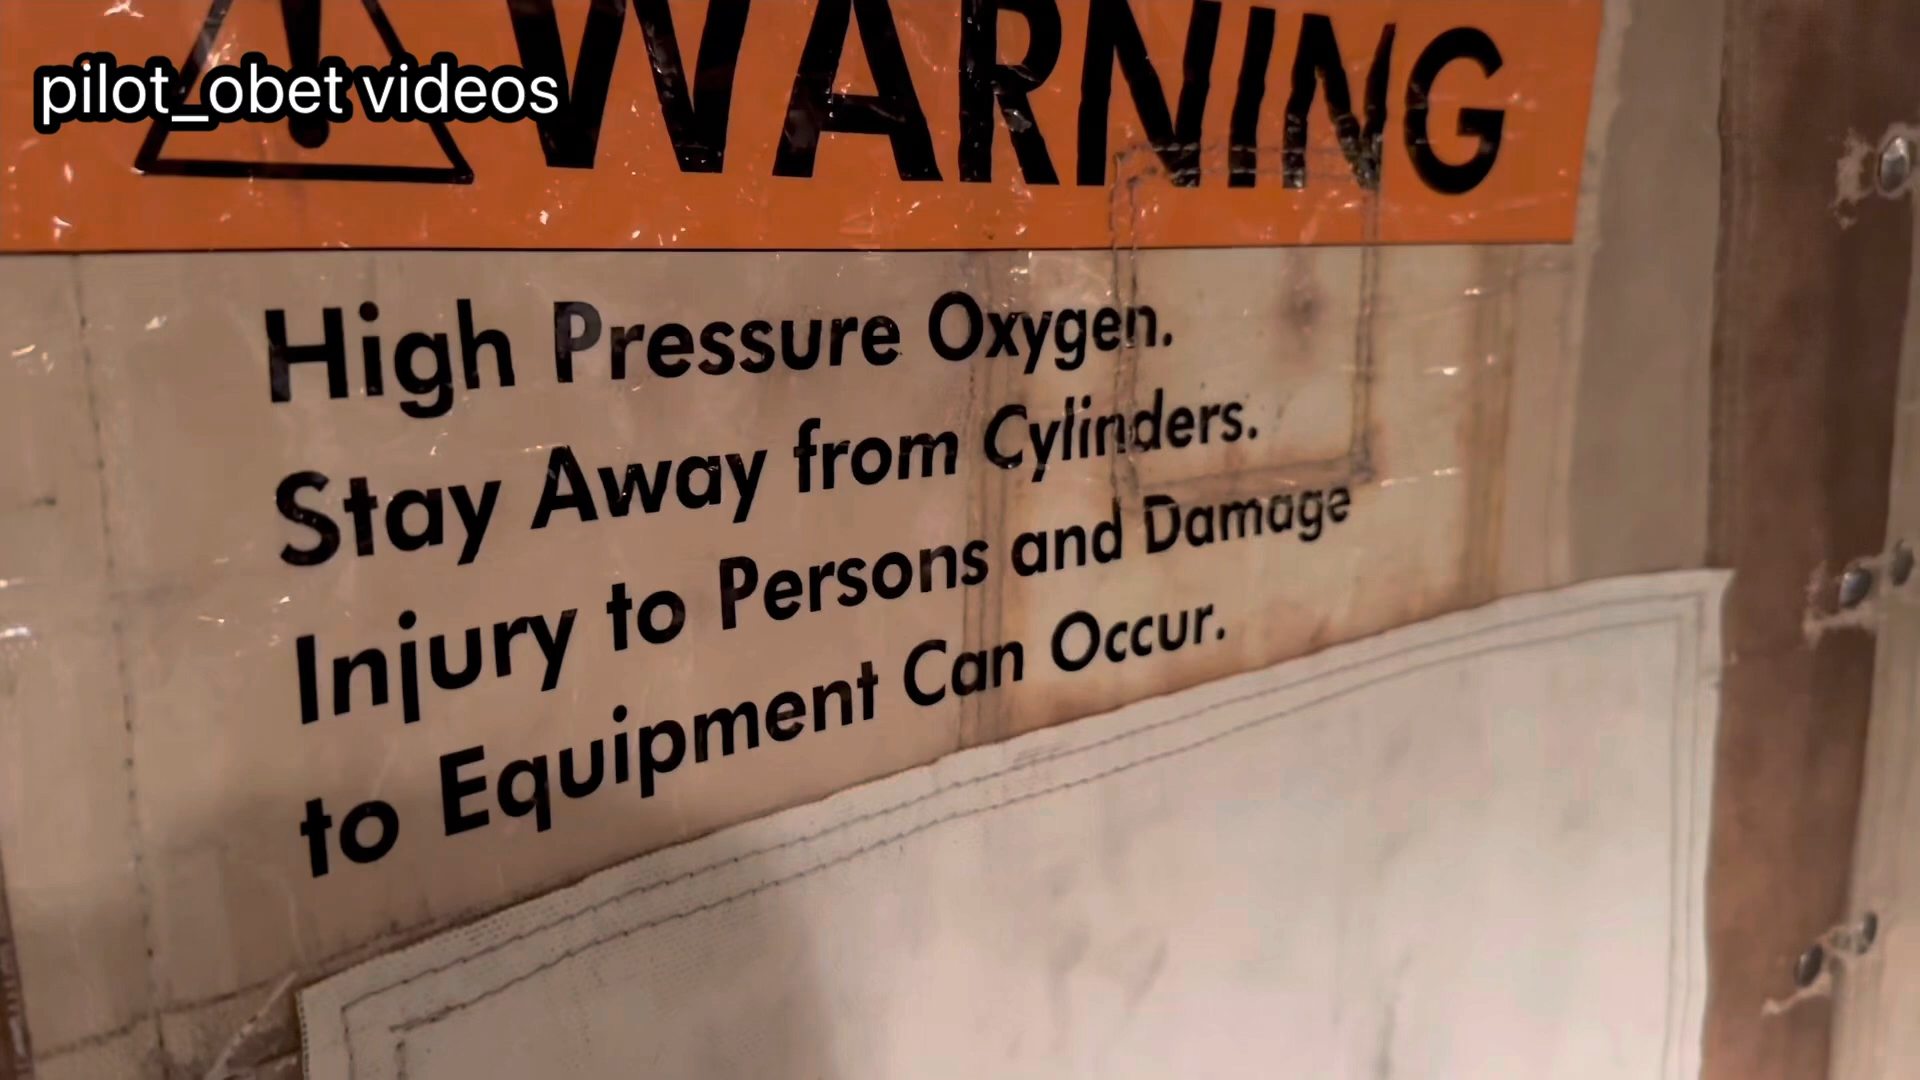 pilot_obet videos
WARNING
High Pressure Oxygen.
Stay Away from Cylinders.
Injury to Persons and Damage
to Equipment Can Occur.